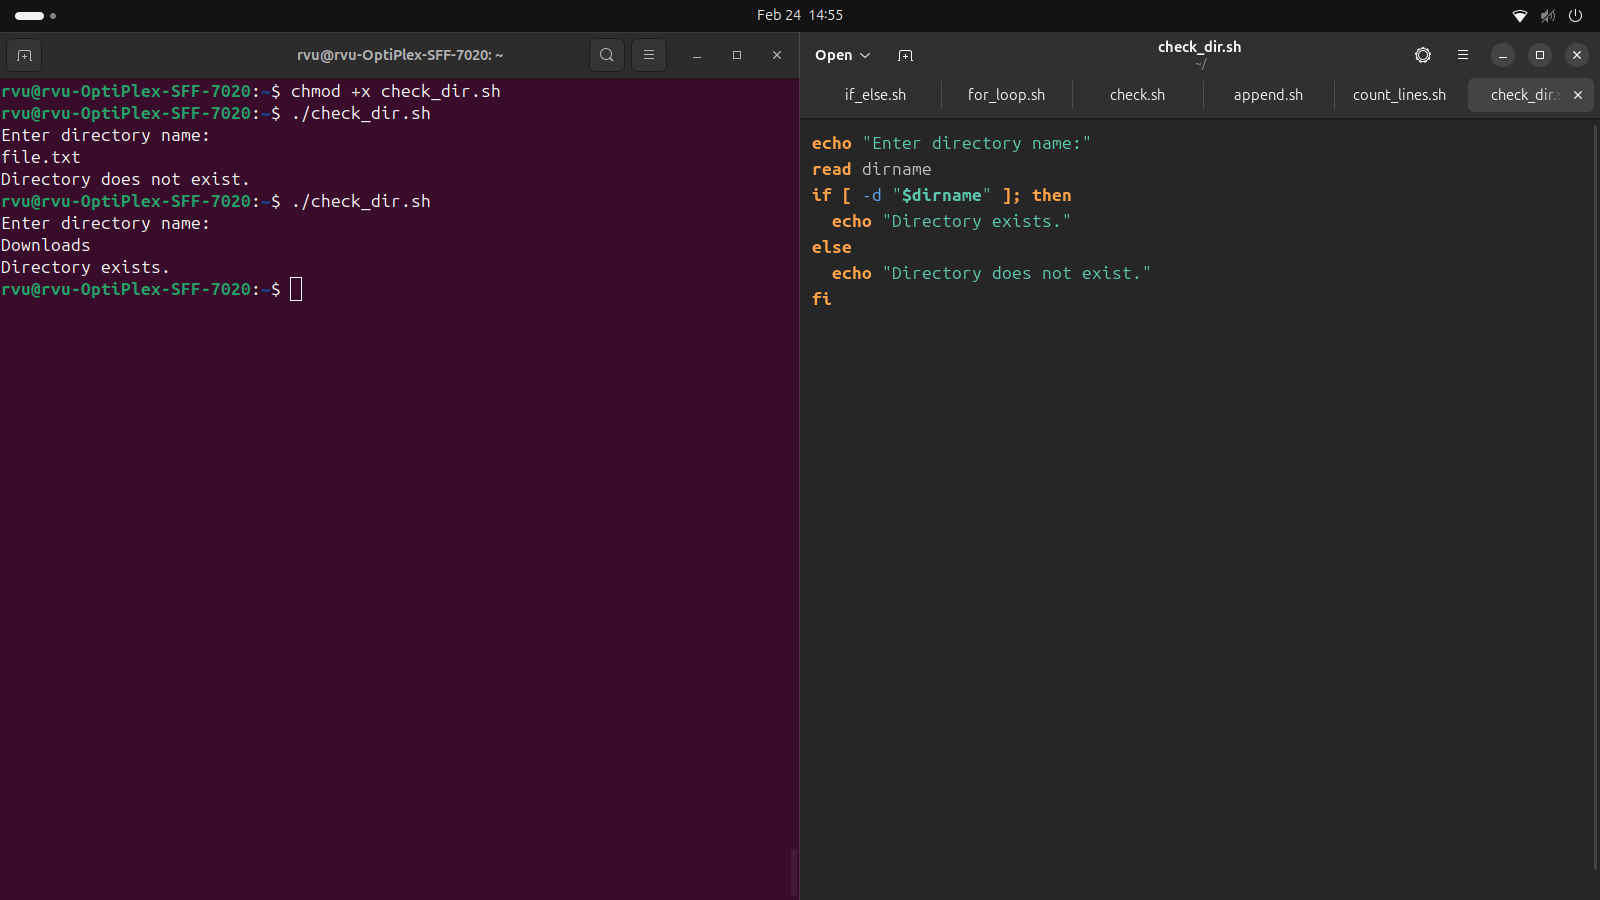 Feb 24 14:55
rvu@rvu-OptiPlex-SFF-7020: ~
rvu@rvu-OptiPlex-SFF-7020:~$ chmod +x check_dir.sh
rvu@rvu-OptiPlex-SFF-7020:~$ ./check_dir.sh
Enter directory name:
file.txt
Directory does not exist.
rvu@rvu-OptiPlex-SFF-7020:~$ ./check_dir.sh
Enter directory name:
Downloads
Directory exists.
rvu@rvu-OptiPlex-SFF-7020:~$
Open
check_dir.sh
~/
if_else.sh for_loop.sh check.sh append.sh count_lines.sh check_dir.s
echo "Enter directory name:"
read dirname
if [ -d "$dirname" ]; then
  echo "Directory exists."
else
  echo "Directory does not exist."
fi